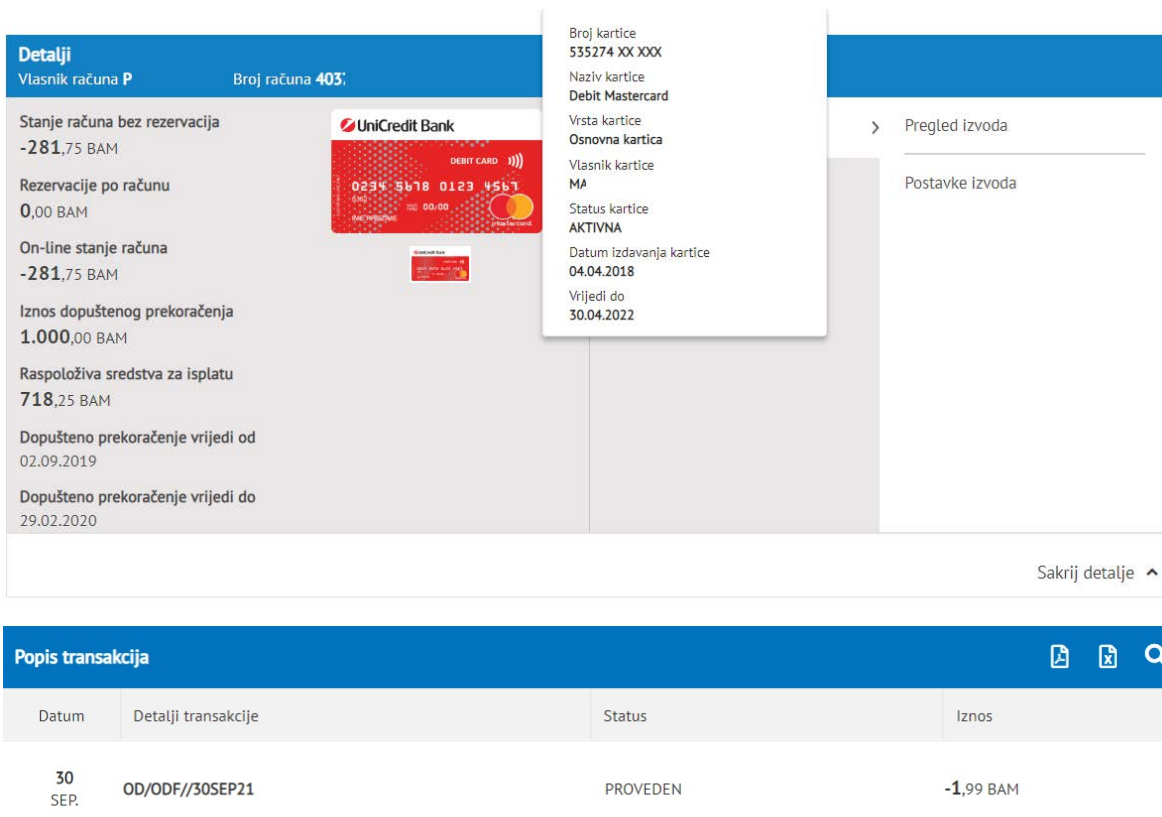 Detalji
Vlasnik računa P
Broj računa 403
Stanje računa bez rezervacija
-281,75 BAM
Rezervacije po računu
0,00 BAM
On-line stanje računa
-281,75 BAM
Iznos dopuštenog prekoračenja
1.000,00 BAM
Raspoloživa sredstva za isplatu
718,25 BAM
Dopušteno prekoračenje vrijedi od
02.09.2019
Dopušteno prekoračenje vrijedi do
29.02.2020
UniCredit Bank
DEBIT CARD
0234 5678 0123 4567
00/00
IME PREZIME
mastercard
Broj kartice
535274 XX XXX
Naziv kartice
Debit Mastercard
Vrsta kartice
Osnovna kartica
Vlasnik kartice
MA
Status kartice
AKTIVNA
Datum izdavanja kartice
04.04.2018
Vrijedi do
30.04.2022
Pregled izvoda
Postavke izvoda
Sakrij detalje
Popis transakcija
Datum
Detalji transakcije
Status
Iznos
30
SEP.
OD/ODF//30SEP21
PROVEDEN
-1,99 BAM